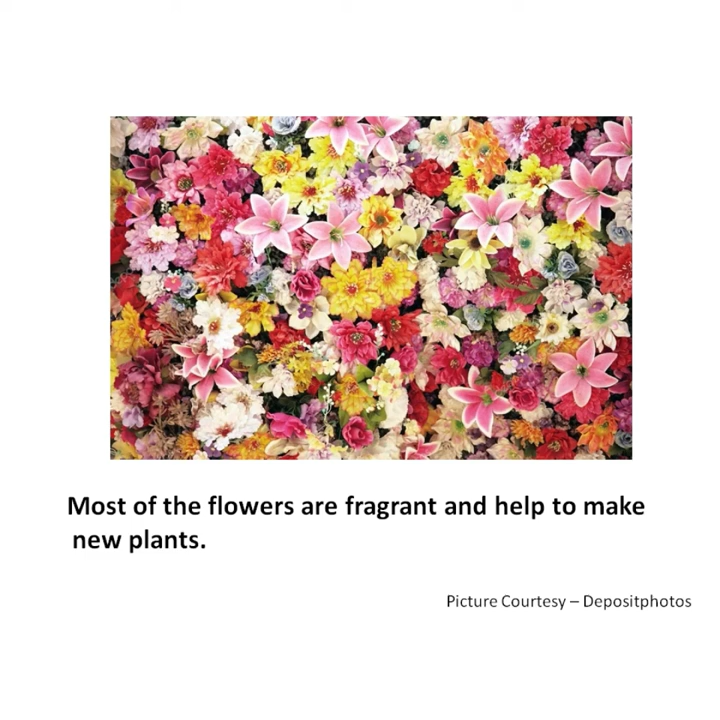 Most of the flowers are fragrant and help to make
new plants.
Picture Courtesy – Depositphotos